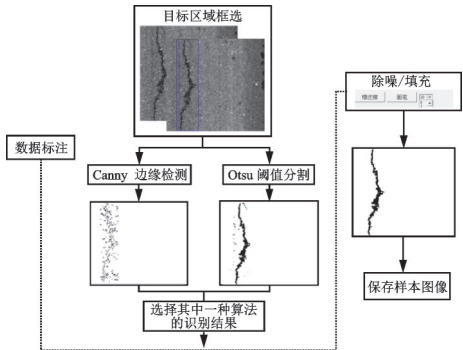 目标区域框选
数据标注
Canny 边缘检测
Otsu 阈值分割
选择其中一种算法
的识别结果
除噪/填充
画笔
保存样本图像